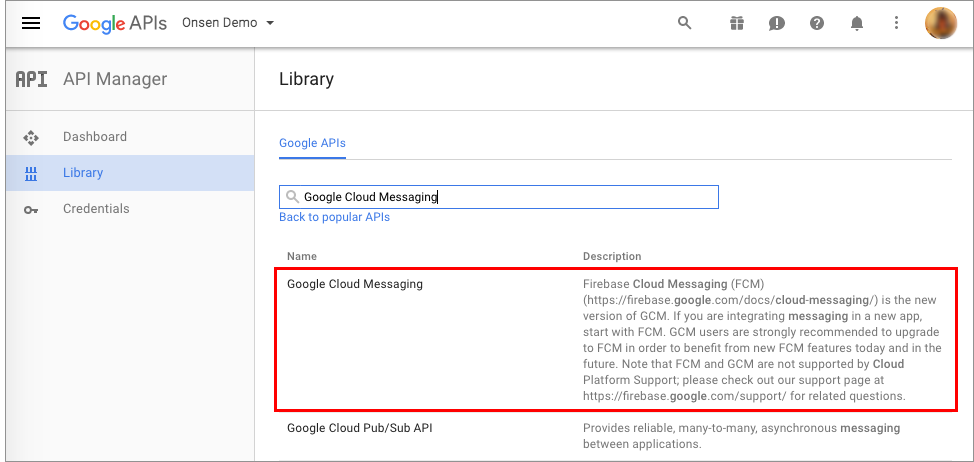 Google APIs Onsen Demo
API API Manager
Library
Dashboard
Library
Credentials
Google APIs
Google Cloud Messaging
Back to popular APIs
Name Description
Google Cloud Messaging
Firebase Cloud Messaging (FCM)
(https://firebase.google.com/docs/cloud-messaging/) is the new
version of GCM. If you are integrating messaging in a new app,
start with FCM. GCM users are strongly recommended to upgrade
to FCM in order to benefit from new FCM features today and in the
future. Note that FCM and GCM are not supported by Cloud
Platform Support; please check out our support page at
https://firebase.google.com/support/ for related questions.
Google Cloud Pub/Sub API
Provides reliable, many-to-many, asynchronous messaging
between applications.